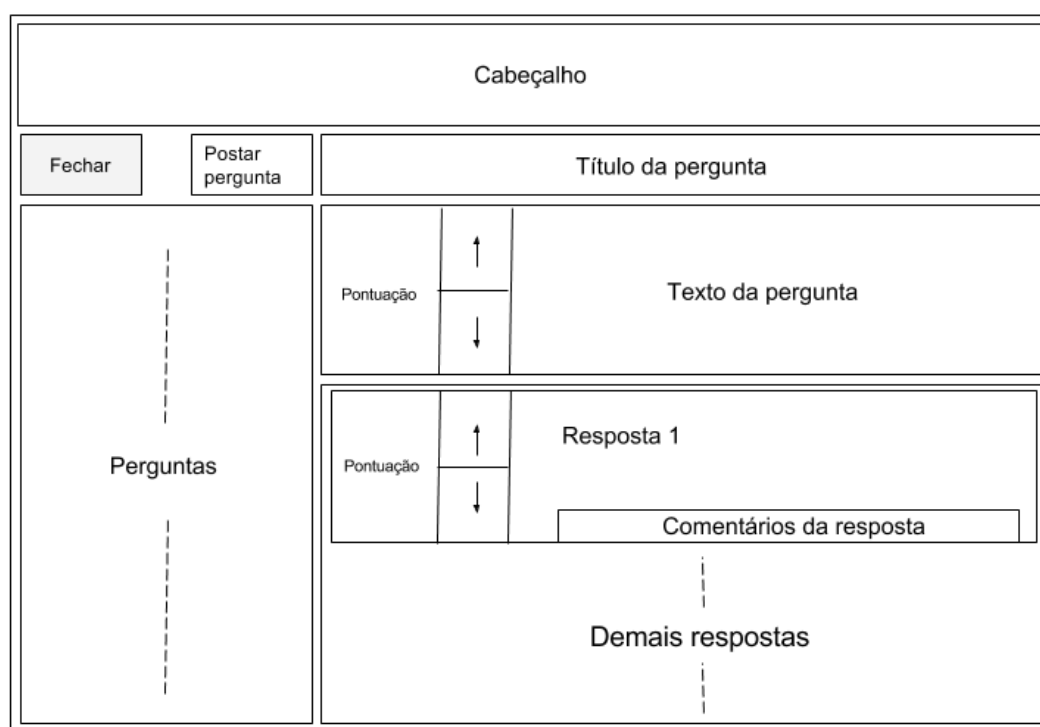 Cabeçalho
Fechar
Postar
pergunta
Título da pergunta
Perguntas
Pontuação
Texto da pergunta
Pontuação
Resposta 1
Comentários da resposta
Demais respostas